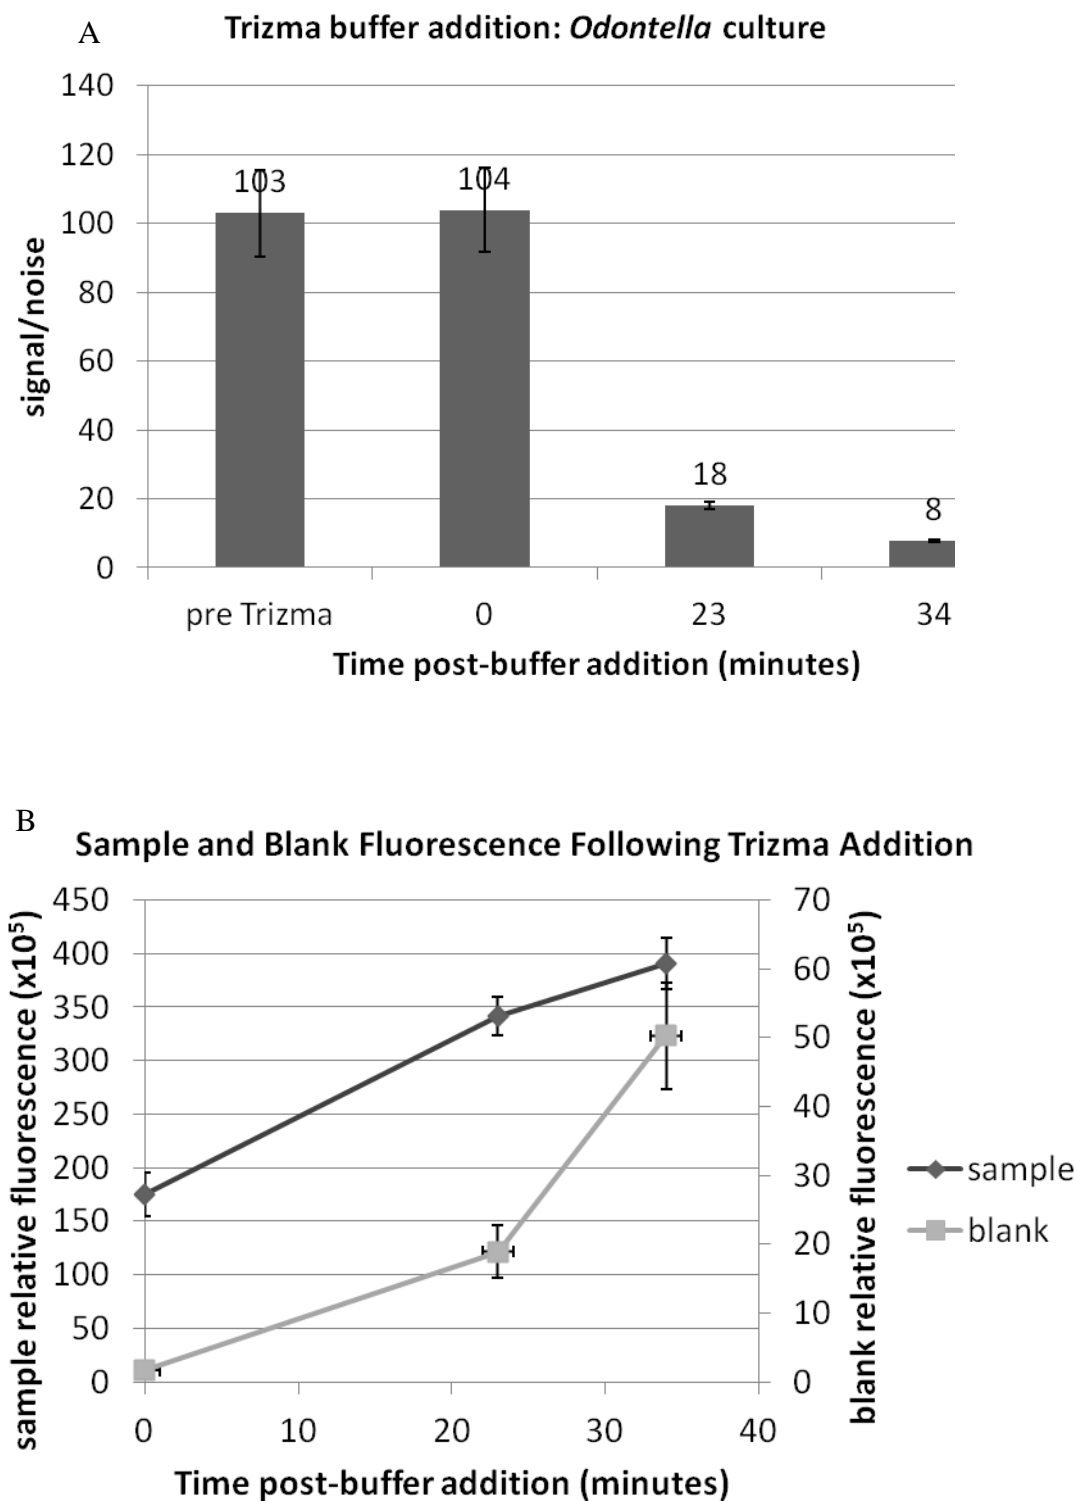 A
Trizma buffer addition: Odontella culture
140
120
100
80
60
40
20
0
signal/noise
103
104
18
8
pre Trizma 0 23 34
Time post-buffer addition (minutes)
B
Sample and Blank Fluorescence Following Trizma Addition
sample relative fluorescence (x10⁵)
450
400
350
300
250
200
150
100
50
0
70
60
50
40
30
20
10
0
blank relative fluorescence (x10⁵)
sample
blank
0 10 20 30 40
Time post-buffer addition (minutes)